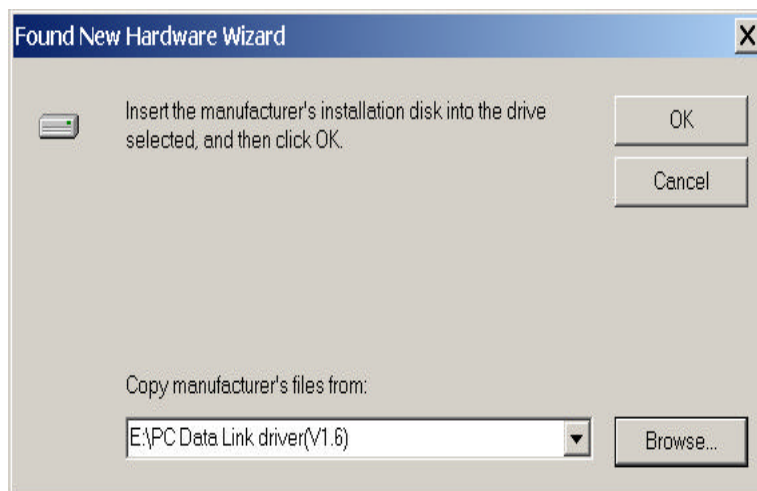 Found New Hardware Wizard
Insert the manufacturer's installation disk into the drive
selected, and then click OK.
OK
Cancel
Copy manufacturer's files from:
E:\PC Data Link driver(V1.6)
Browse...